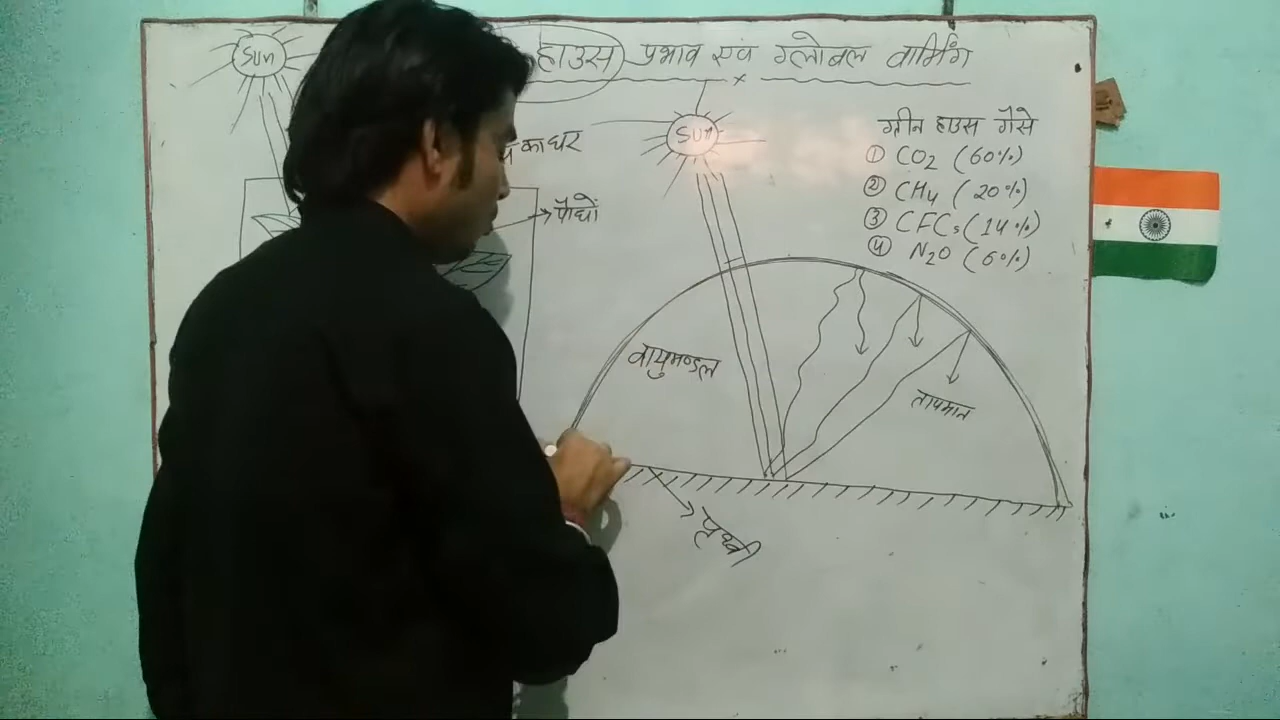 SUN
हाउस) प्रभाव एवं ग्लोबल वार्मिंग
का घर
पौधों
SUN
ग्रीन हाउस गैसे
① CO2 (60%)
② CH4 (20%)
③ CFCs (14%)
④ N2O (6%)
वायुमण्डल
तापमान
पृथ्वी